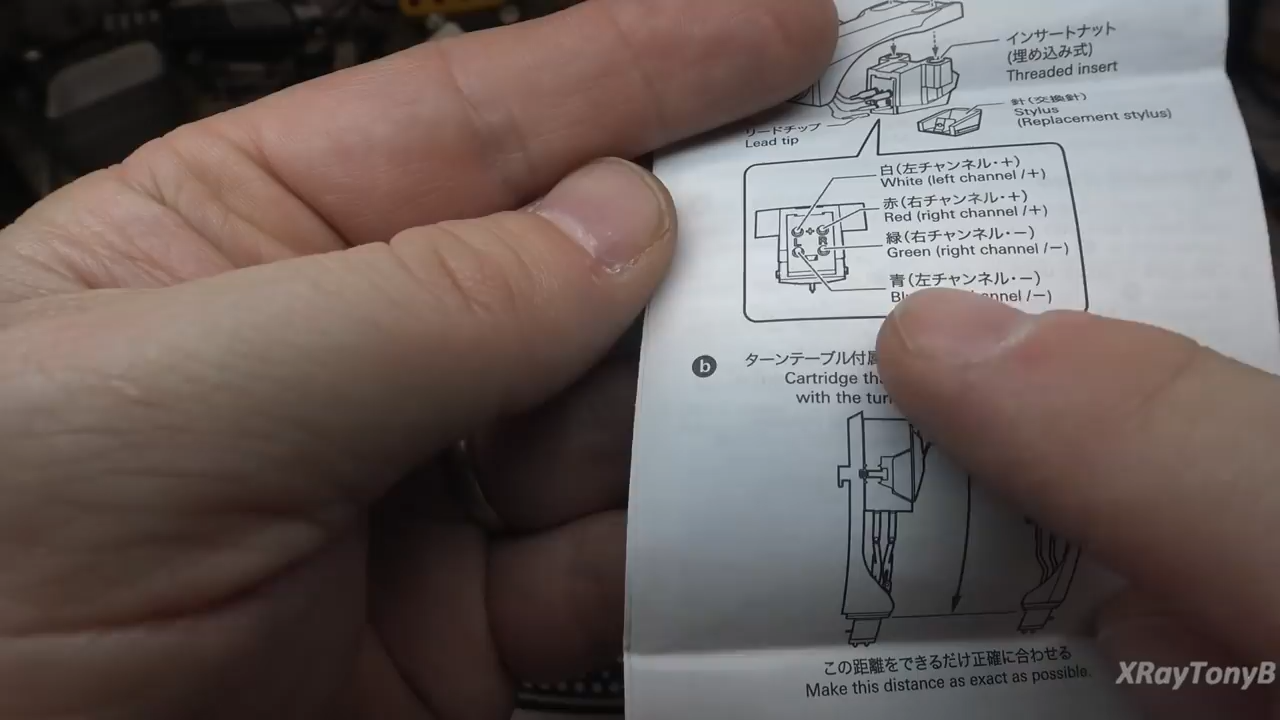 インサートナット
(埋め込み式)
Threaded insert
針(交換針)
Stylus
(Replacement stylus)
リードチップ
Lead tip
白(左チャンネル・+)
White (left channel /+)
赤(右チャンネル・+)
Red (right channel /+)
緑(右チャンネル・−)
Green (right channel /−)
青(左チャンネル・−)
/−)
+
L
R
b
ターンテーブル付
Cartridge
with the
この距離をできるだけ正確に合わせる
Make this distance as exact as possible.
XRayTonyB